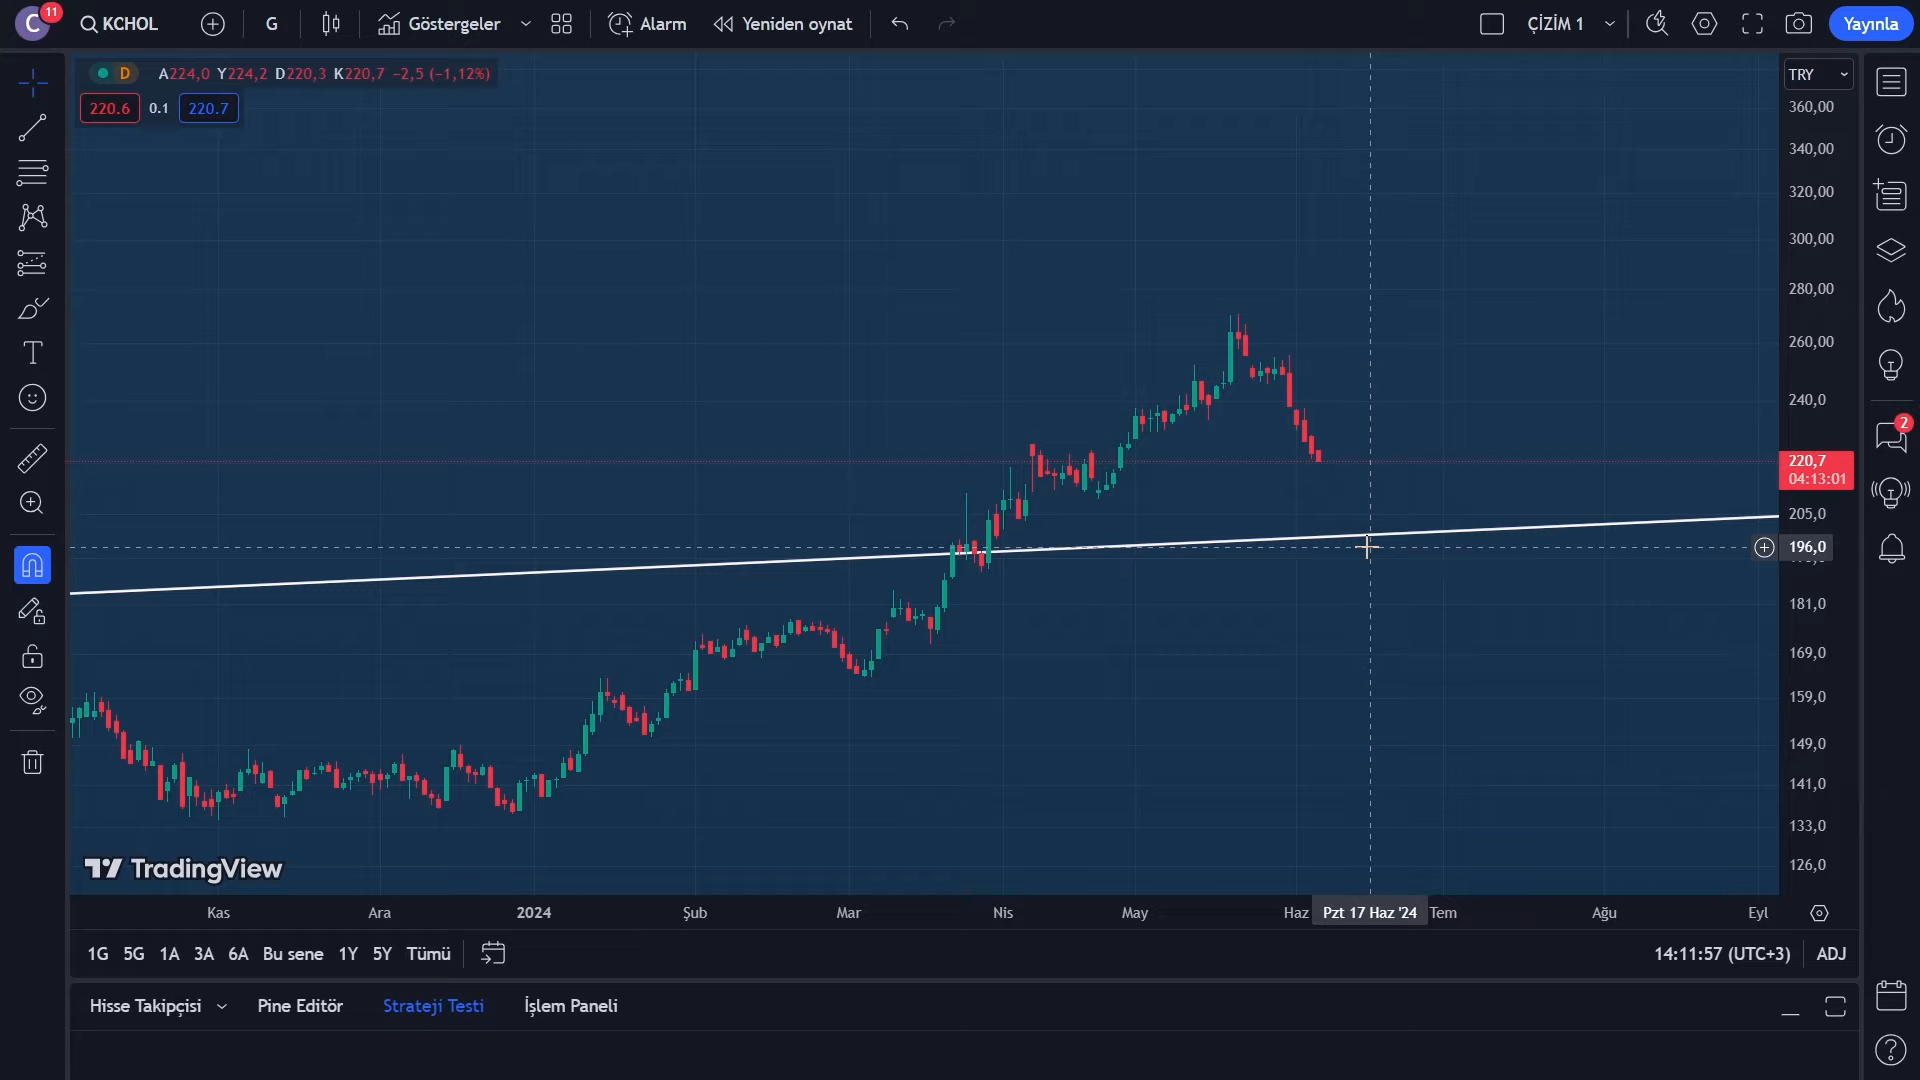 C 11 KCHOL G Göstergeler Alarm Yeniden oynat ÇİZİM 1 Yayınla
D A224,0 Y224,2 D220,3 K220,7 −2,5 (−1,12%)
TRY
220.6 0.1 220.7
360,00
340,00
320,00
300,00
280,00
260,00
240,0
2
220,7
04:13:01
205,0
196,0
181,0
169,0
159,0
149,0
141,0
133,0
126,0
TradingView
Kas Ara 2024 Şub Mar Nis May Haz Pzt 17 Haz '24 Tem Ağu Eyl
1G 5G 1A 3A 6A Bu sene 1Y 5Y Tümü 14:11:57 (UTC+3) ADJ
Hisse Takipçisi Pine Editör Strateji Testi İşlem Paneli